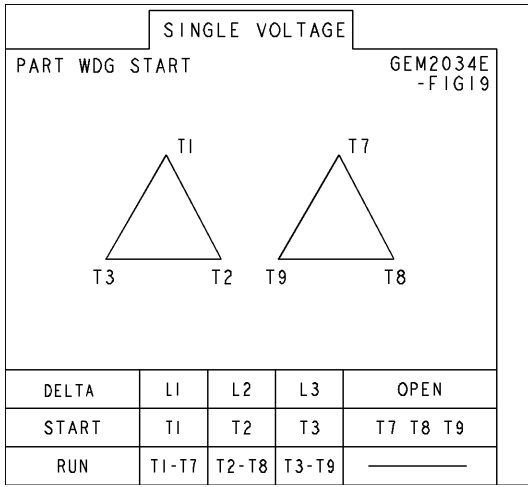 SINGLE VOLTAGE
PART WDG START
GEM2034E
-FIG19
T1
T7
T3
T2
T9
T8
DELTA L1 L2 L3 OPEN
START T1 T2 T3 T7 T8 T9
RUN T1-T7 T2-T8 T3-T9